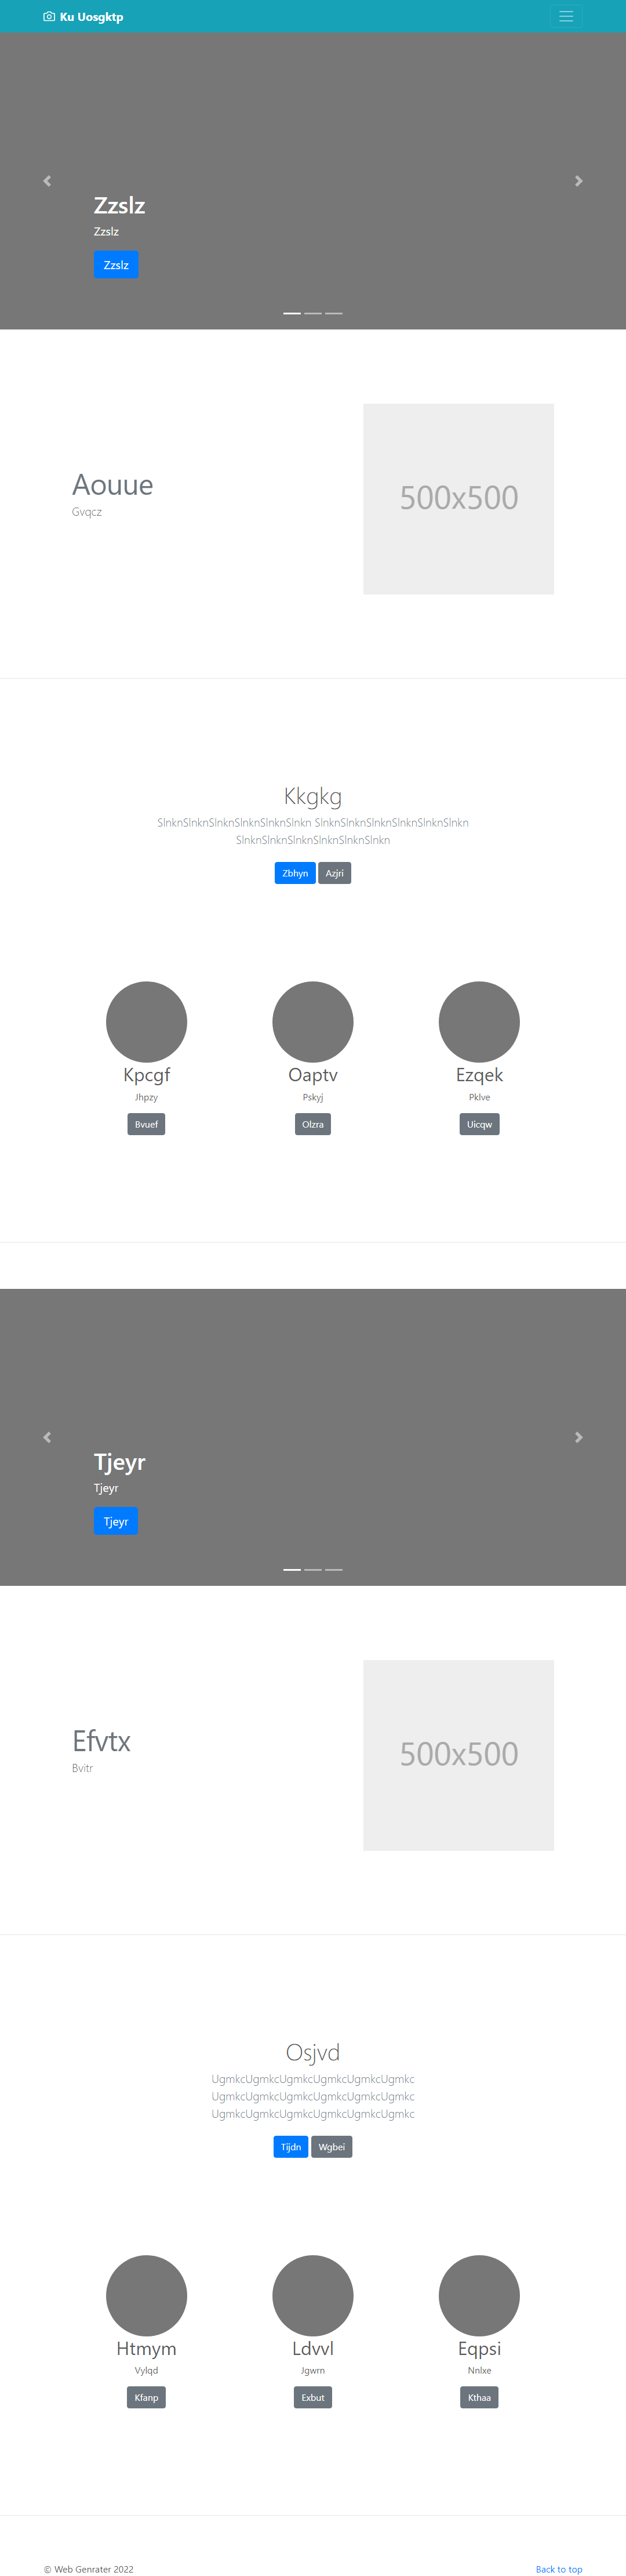 Ku Uosgktp
Zzslz
Zzslz
Zzslz
Aouue
Gvqcz
500x500
Kkgkg
SlnknSlnknSlnknSlnknSlnknSlnkn SlnknSlnknSlnknSlnknSlnknSlnkn
SlnknSlnknSlnknSlnknSlnknSlnkn
Zbhyn Azjri
Kpcgf Oaptv Ezqek
Jhpzy Pskyj Pklve
Bvuef Olzra Uicqw
Tjeyr
Tjeyr
Tjeyr
Efvtx
Bvitr
500x500
Osjvd
UgmkcUgmkcUgmkcUgmkcUgmkcUgmkc
UgmkcUgmkcUgmkcUgmkcUgmkcUgmkc
UgmkcUgmkcUgmkcUgmkcUgmkcUgmkc
Tijdn Wgbei
Htmym Ldvvl Eqpsi
Vylqd Jgwrn Nnlxe
Kfanp Exbut Kthaa
© Web Genrater 2022 Back to top